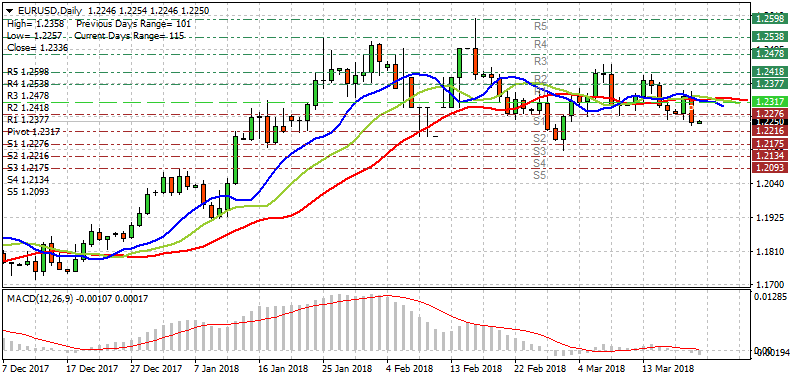 EURUSD,Daily 1.2246 1.2254 1.2246 1.2250
High= 1.2358 Previous Days Range= 101
Low= 1.2257 Current Days Range= 115
Close= 1.2336
R5 1.2598
R4 1.2538
R3 1.2478
R2 1.2418
R1 1.2377
Pivot 1.2317
S1 1.2276
S2 1.2216
S3 1.2175
S4 1.2134
S5 1.2093
R5
R4
R3
R2
S1
S2
S3
S4
S5
1.2598
1.2538
1.2478
1.2418
1.2377
1.2317
1.2276
1.2250
1.2216
1.2175
1.2134
1.2093
1.2040
1.1925
1.1810
1.1700
MACD(12,26,9) -0.00107 0.00017
0.01285
0.00
-0.00194
7 Dec 2017
17 Dec 2017
27 Dec 2017
7 Jan 2018
16 Jan 2018
25 Jan 2018
4 Feb 2018
13 Feb 2018
22 Feb 2018
4 Mar 2018
13 Mar 2018